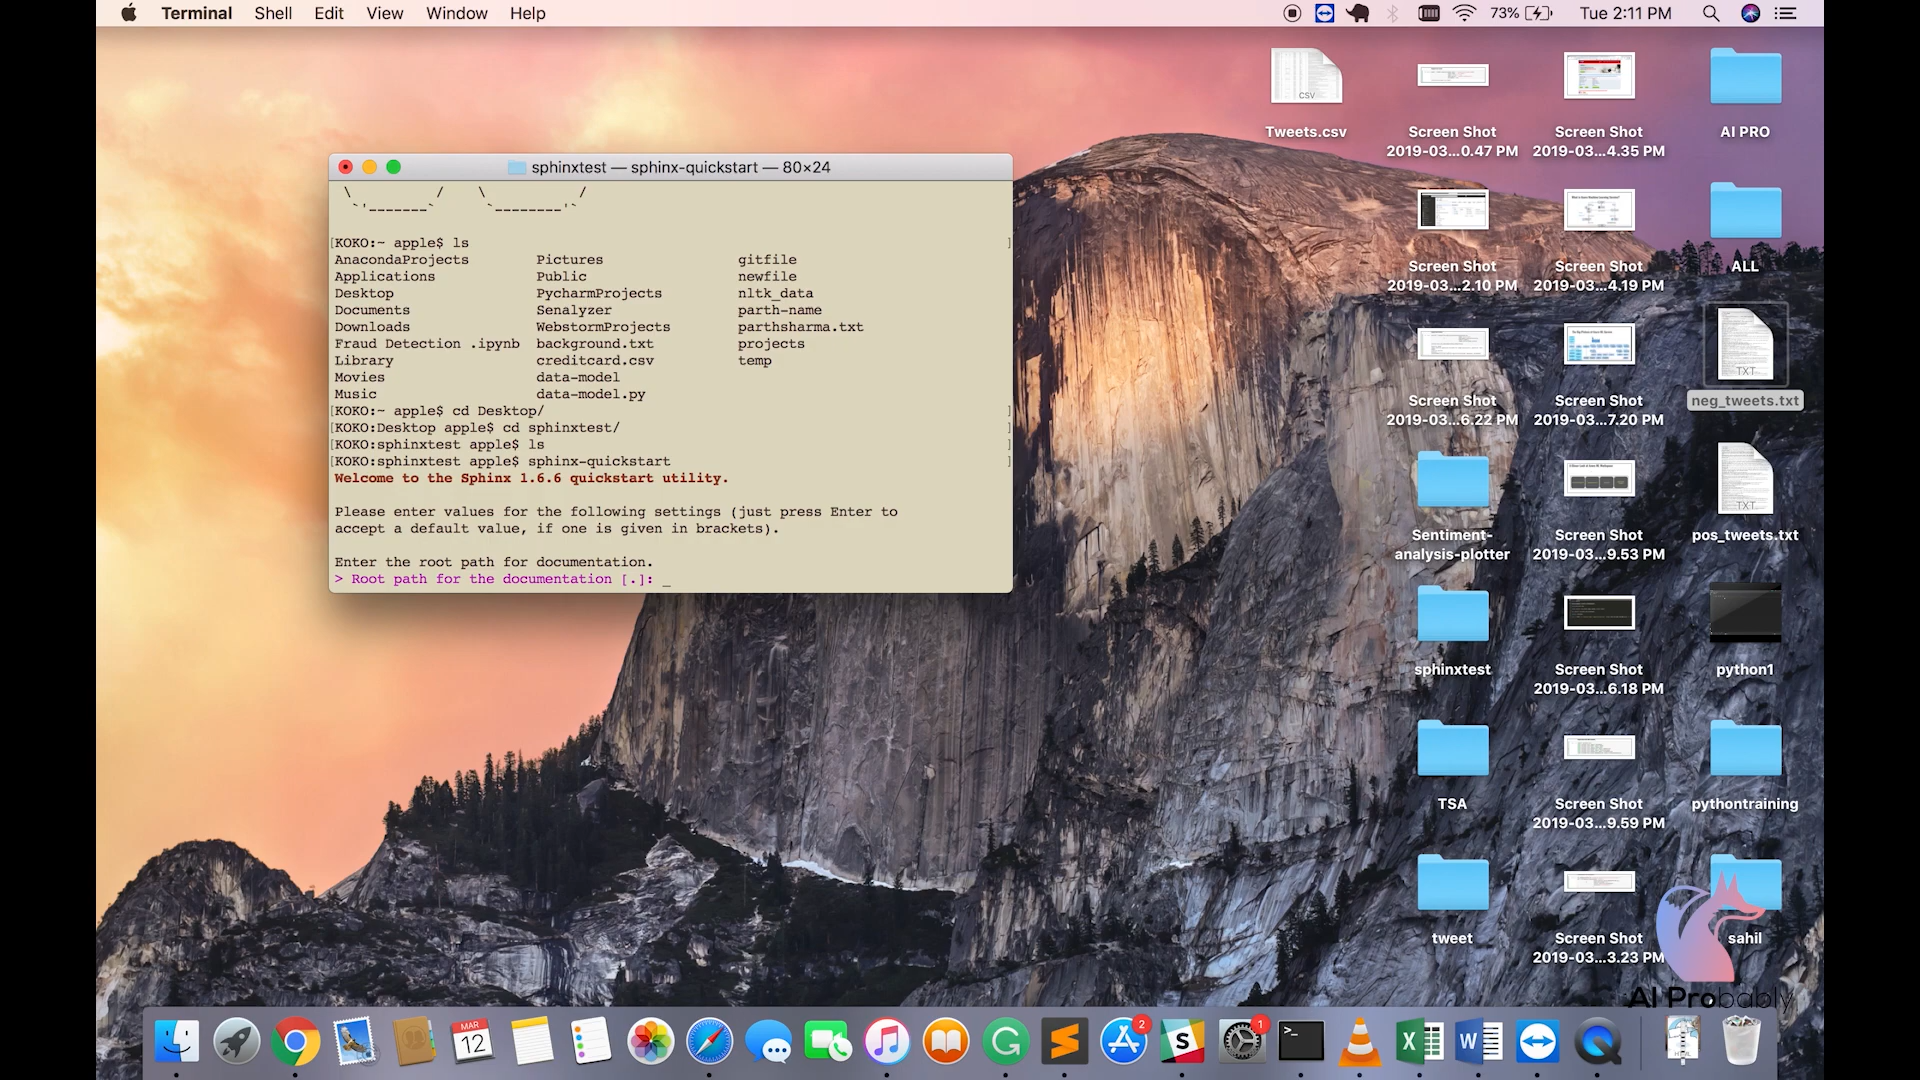 Terminal Shell Edit View Window Help
73% Tue 2:11 PM
sphinxtest — sphinx-quickstart — 80×24
[KOKO:~ apple$ ls ]
AnacondaProjects Pictures gitfile
Applications Public newfile
Desktop PycharmProjects nltk_data
Documents Senalyzer parth-name
Downloads WebstormProjects parthsharma.txt
Fraud Detection .ipynb background.txt projects
Library creditcard.csv temp
Movies data-model
Music data-model.py
[KOKO:~ apple$ cd Desktop/ ]
[KOKO:Desktop apple$ cd sphinxtest/ ]
[KOKO:sphinxtest apple$ ls ]
[KOKO:sphinxtest apple$ sphinx-quickstart ]
Welcome to the Sphinx 1.6.6 quickstart utility.
Please enter values for the following settings (just press Enter to
accept a default value, if one is given in brackets).
Enter the root path for documentation.
> Root path for the documentation [.]: _
CSV
Tweets.csv
Screen Shot
2019-03...0.47 PM
Screen Shot
2019-03...4.35 PM
AI PRO
Screen Shot
2019-03...2.10 PM
Screen Shot
2019-03...4.19 PM
ALL
Screen Shot
2019-03...6.22 PM
Screen Shot
2019-03...7.20 PM
TXT
neg_tweets.txt
Sentiment-
analysis-plotter
Screen Shot
2019-03...9.53 PM
TXT
pos_tweets.txt
sphinxtest
Screen Shot
2019-03...6.18 PM
python1
TSA
Screen Shot
2019-03...9.59 PM
pythontraining
tweet
Screen Shot
2019-03...3.23 PM
sahil
AI Probably
MAR
12
2
1